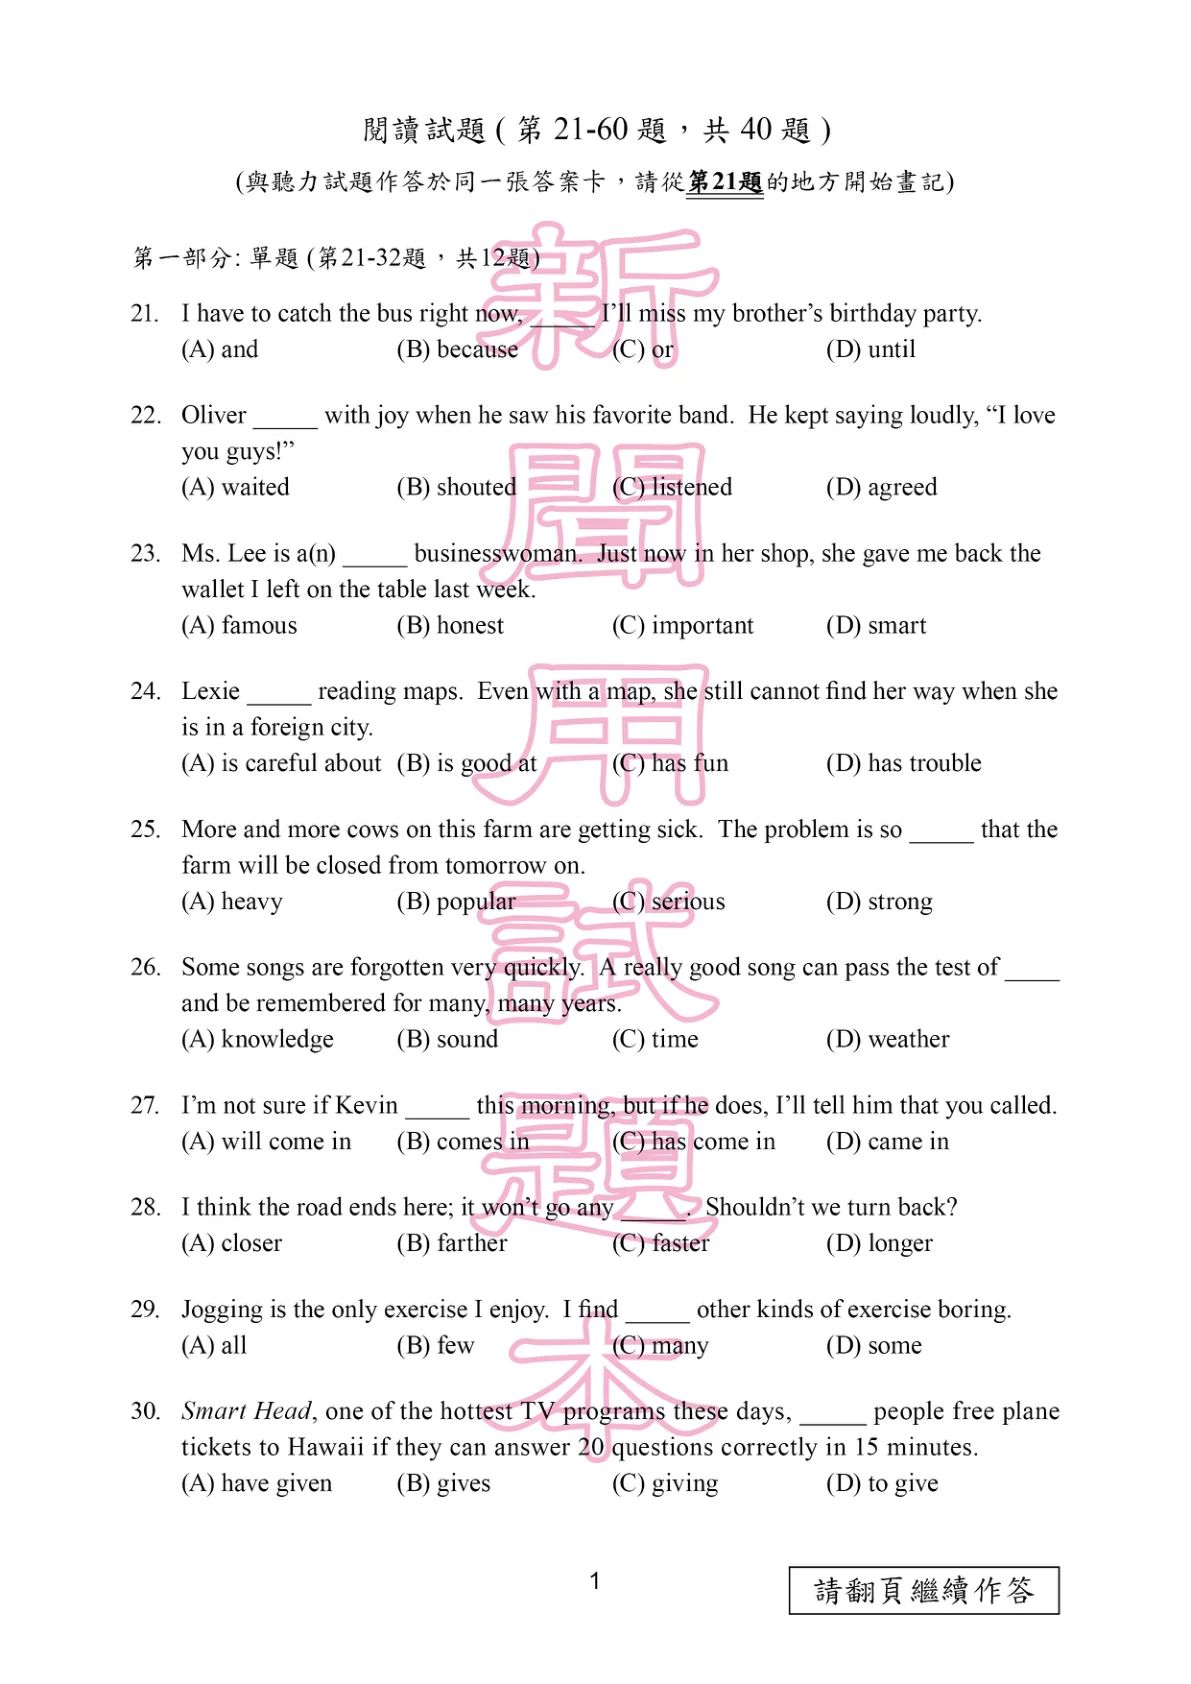 閱讀試題 ( 第 21-60 題，共 40 題 )
(與聽力試題作答於同一張答案卡，請從第21題的地方開始畫記)
第一部分: 單題 (第21-32題，共12題)
21. I have to catch the bus right now, _____ I’ll miss my brother’s birthday party.
(A) and (B) because (C) or (D) until
22. Oliver _____ with joy when he saw his favorite band. He kept saying loudly, “I love
you guys!”
(A) waited (B) shouted (C) listened (D) agreed
23. Ms. Lee is a(n) _____ businesswoman. Just now in her shop, she gave me back the
wallet I left on the table last week.
(A) famous (B) honest (C) important (D) smart
24. Lexie _____ reading maps. Even with a map, she still cannot find her way when she
is in a foreign city.
(A) is careful about (B) is good at (C) has fun (D) has trouble
25. More and more cows on this farm are getting sick. The problem is so _____ that the
farm will be closed from tomorrow on.
(A) heavy (B) popular (C) serious (D) strong
26. Some songs are forgotten very quickly. A really good song can pass the test of ____
and be remembered for many, many years.
(A) knowledge (B) sound (C) time (D) weather
27. I’m not sure if Kevin _____ this morning, but if he does, I’ll tell him that you called.
(A) will come in (B) comes in (C) has come in (D) came in
28. I think the road ends here; it won’t go any _____. Shouldn’t we turn back?
(A) closer (B) farther (C) faster (D) longer
29. Jogging is the only exercise I enjoy. I find _____ other kinds of exercise boring.
(A) all (B) few (C) many (D) some
30. Smart Head, one of the hottest TV programs these days, _____ people free plane
tickets to Hawaii if they can answer 20 questions correctly in 15 minutes.
(A) have given (B) gives (C) giving (D) to give
1
請翻頁繼續作答
新聞用試題本